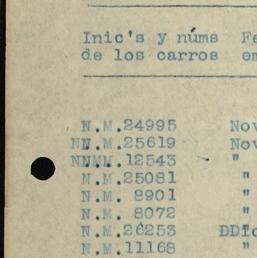 Inic's y núms Fe
de los carros em
N.M.24995 Nov
NN.M.25619 Nov
NNMM.12543 "
N.M.25081 "
N.M. 8901 "
N.M. 8072 "
N.M.26253 DDic
N.M.11168 "